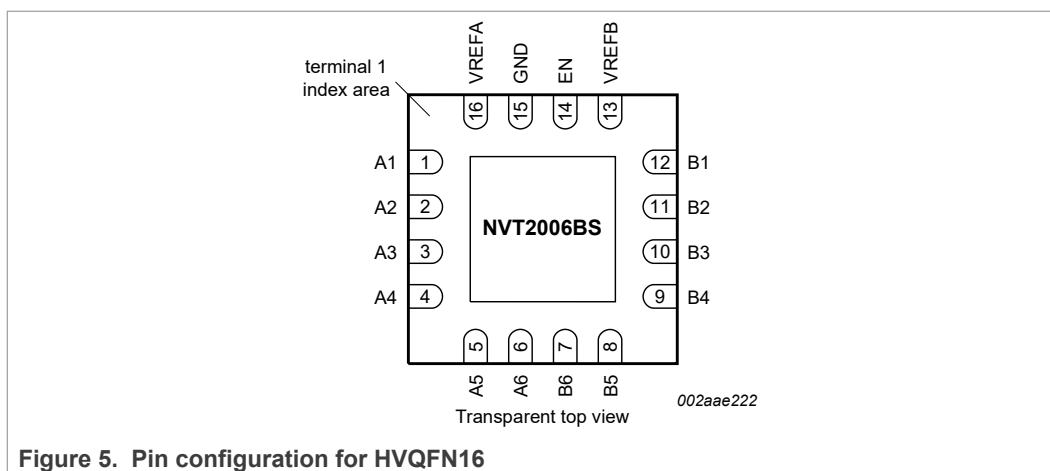 terminal 1
index area
VREFA
GND
EN
VREFB
16
15
14
13
A1 1
12 B1
A2 2
11 B2
NVT2006BS
A3 3
10 B3
A4 4
9 B4
5
6
7
8
A5
A6
B6
B5
002aae222
Transparent top view
Figure 5. Pin configuration for HVQFN16